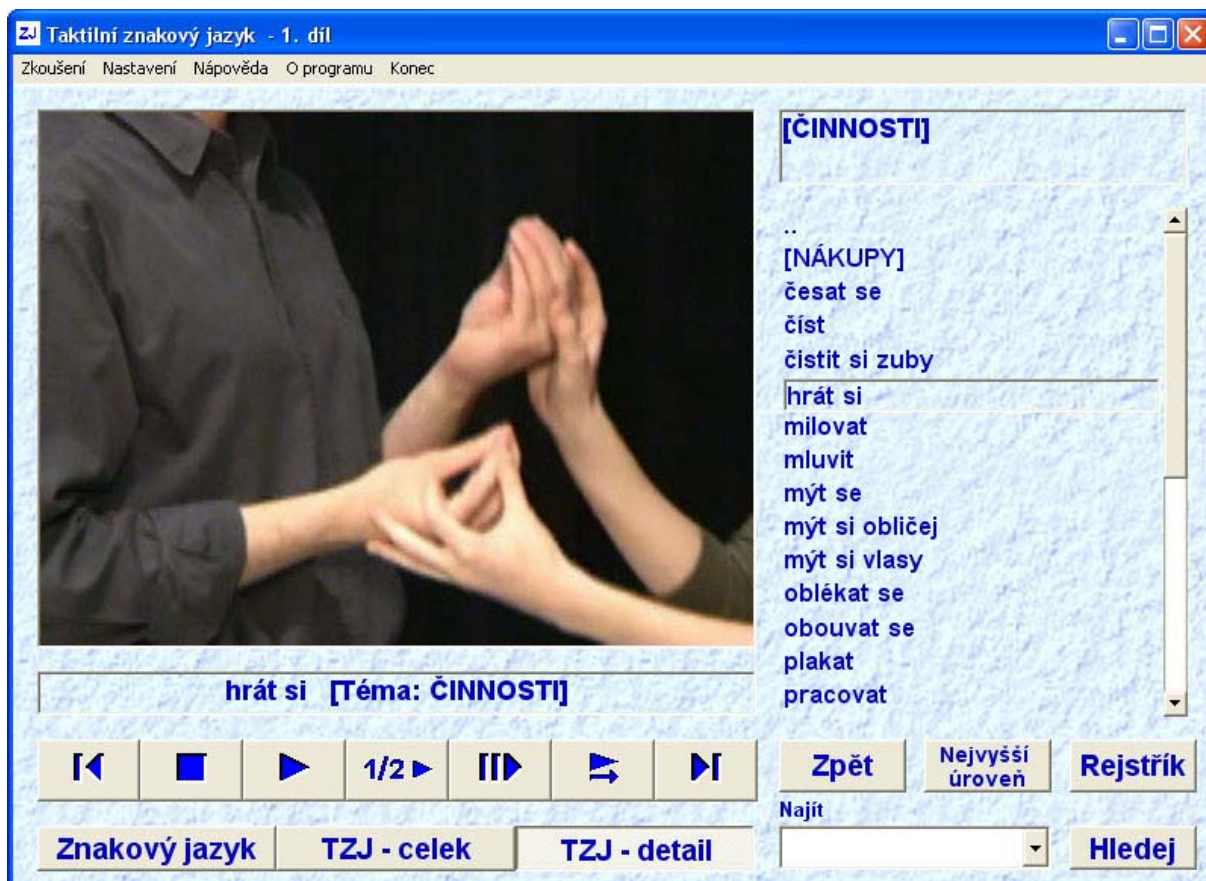 ZJ Taktilní znakový jazyk - 1. díl
Zkoušení Nastavení Nápověda O programu Konec
[ČINNOSTI]
..
[NÁKUPY]
česat se
číst
čistit si zuby
hrát si
milovat
mluvit
mýt se
mýt si obličej
mýt si vlasy
oblékat se
obouvat se
plakat
pracovat
hrát si [Téma: ČINNOSTI]
1/2
Zpět
Nejvyšší
úroveň
Rejstřík
Najít
Znakový jazyk
TZJ - celek
TZJ - detail
Hledej